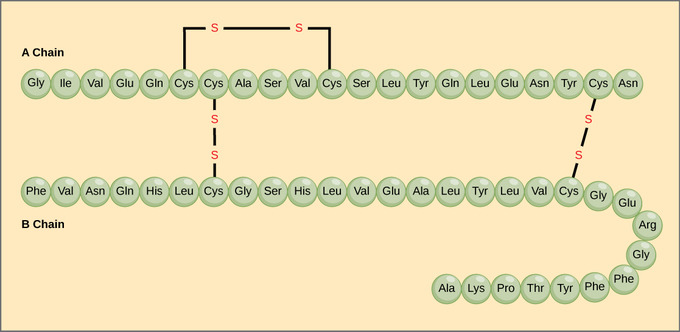 S S
A Chain
Gly Ile Val Glu Gln Cys Cys Ala Ser Val Cys Ser Leu Tyr Gln Leu Glu Asn Tyr Cys Asn
S S
S S
Phe Val Asn Gln His Leu Cys Gly Ser His Leu Val Glu Ala Leu Tyr Leu Val Cys Gly Glu
B Chain Arg
Gly
Ala Lys Pro Thr Tyr Phe Phe